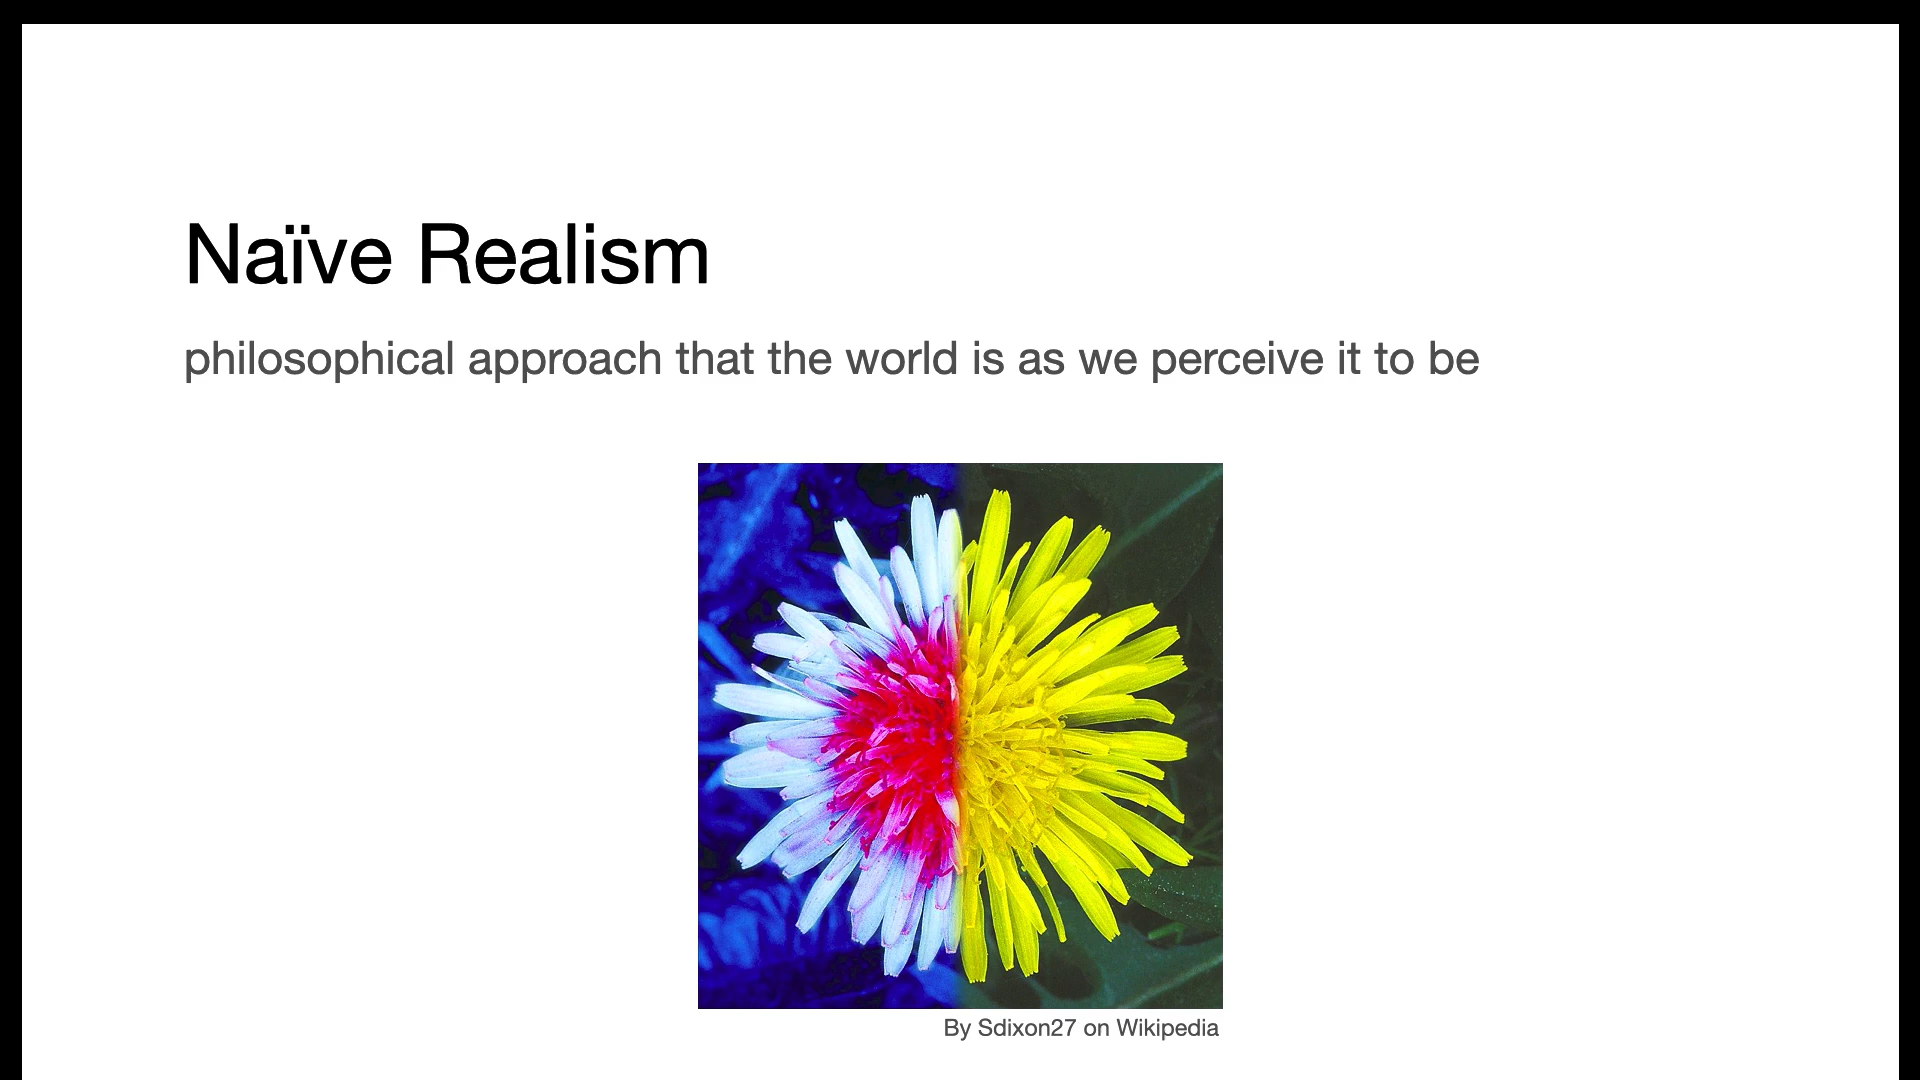 Naïve Realism
philosophical approach that the world is as we perceive it to be
By Sdixon27 on Wikipedia